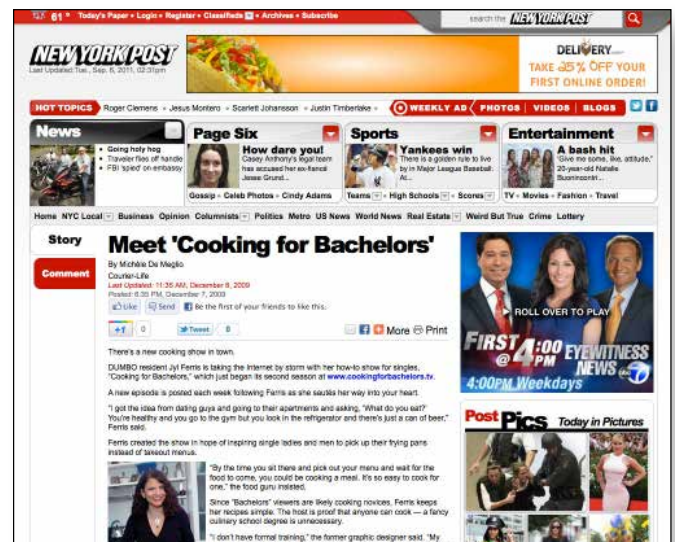 61° Today's Paper • Login • Register • Classifieds • Archives • Subscribe
search the NEW YORK POST
NEW YORK POST
Last Updated: Tue., Sep. 6, 2011, 02:31pm
DELIVERY.com
TAKE 25% OFF YOUR
FIRST ONLINE ORDER!
HOT TOPICS Roger Clemens • Jesus Montero • Scarlett Johansson • Justin Timberlake •
WEEKLY AD PHOTOS | VIDEOS | BLOGS
News
Going holy hog
Traveler flies off handle
FBI 'spied' on embassy
Page Six
How dare you!
Casey Anthony's legal team
has accused her ex-fiancé
Jesse Grund...
Gossip • Celeb Photos • Cindy Adams
Sports
Yankees win
There is a golden rule to live
by in Major League Baseball.
At...
Teams • High Schools • Scores
Entertainment
A bash hit
"Give me some, like, attitude,"
20-year-old Natalie
TV • Movies • Fashion • Travel
Home NYC Local Business Opinion Columnists Politics Metro US News World News Real Estate Weird But True Crime Lottery
Story
Comment
Meet 'Cooking for Bachelors'
By Michèle De Meglio
Courier-Life
Last Updated: 11:35 AM, December 8, 2009
Posted: 6:35 PM, December 7, 2009
Like Send Be the first of your friends to like this.
+1 0 Tweet 0 More Print
There's a new cooking show in town.
DUMBO resident Jyl Ferris is taking the Internet by storm with her how-to show for singles,
"Cooking for Bachelors," which just began its second season at www.cookingforbachelors.tv.
A new episode is posted each week following Ferris as she sautés her way into your heart.
"I got the idea from dating guys and going to their apartments and asking, 'What do you eat?'
You're healthy and you go to the gym but you look in the refrigerator and there's just a can of beer,"
Ferris said.
Ferris created the show in hope of inspiring single ladies and men to pick up their frying pans
instead of takeout menus.
"By the time you sit there and pick out your menu and wait for the
food to come, you could be cooking a meal. It's so easy to cook for
one," the food guru insisted.
Since "Bachelors" viewers are likely cooking novices, Ferris keeps
her recipes simple. The host is proof that anyone can cook — a fancy
culinary school degree is unnecessary.
"I don't have formal training," the former graphic designer said. "My
ROLL OVER TO PLAY
FIRST @ 4:00 PM EYEWITNESS NEWS abc 7
4:00PM Weekdays
Post Pics Today in Pictures